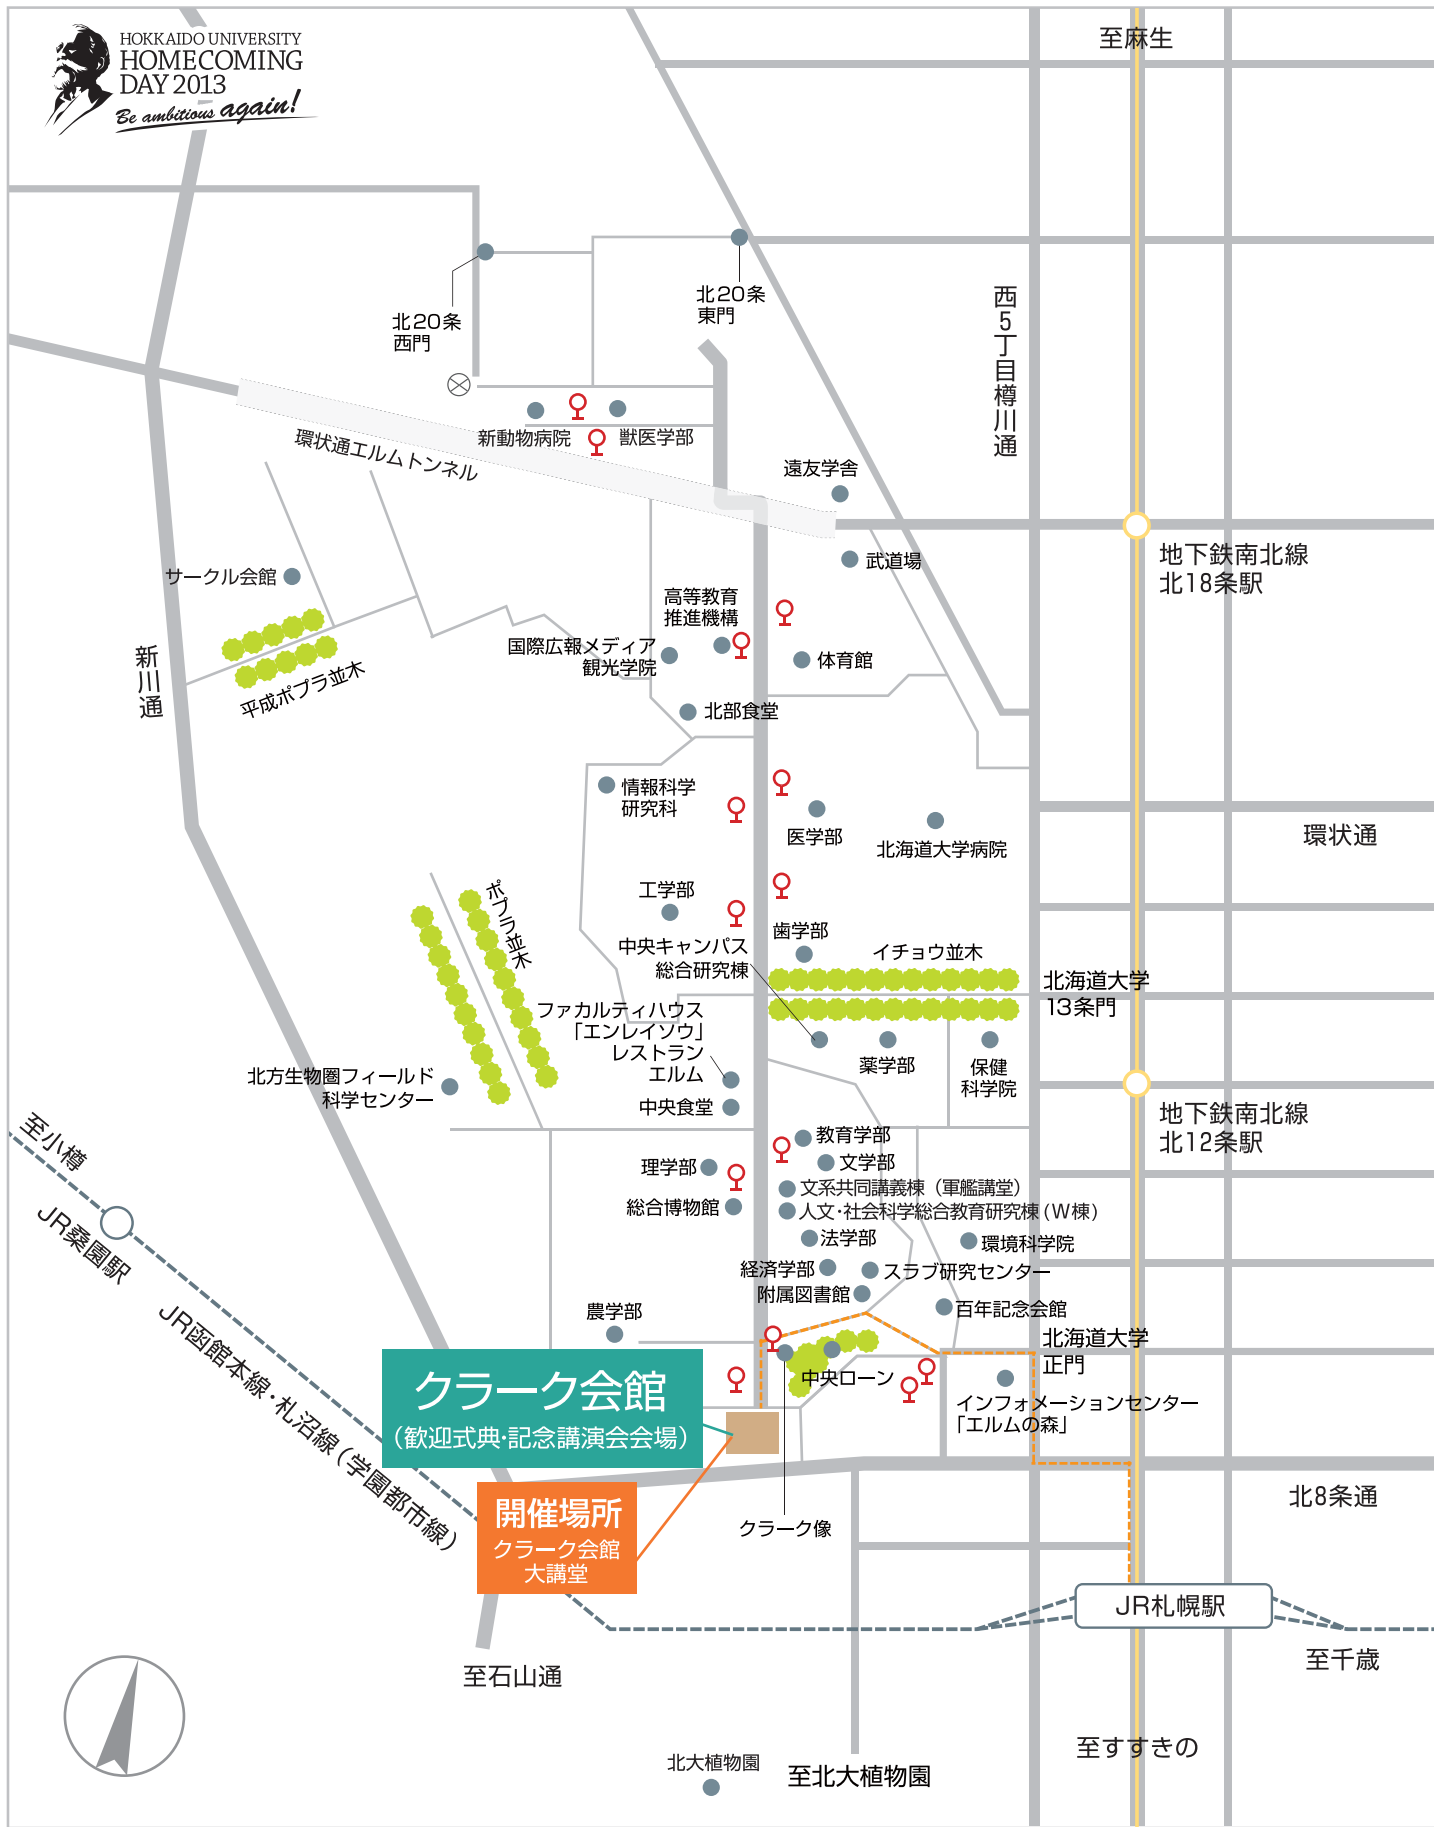 HOKKAIDO UNIVERSITY
HOMECOMING
DAY 2013
Be ambitious again!
至麻生
北20条
西門
北20条
東門
西5丁目樽川通
環状通エルムトンネル
新動物病院
獣医学部
遠友学舎
武道場
地下鉄南北線
北18条駅
サークル会館
高等教育
推進機構
国際広報メディア
観光学院
体育館
新川通
平成ポプラ並木
北部食堂
情報科学
研究科
医学部
北海道大学病院
環状通
工学部
ポプラ並木
歯学部
中央キャンパス
総合研究棟
イチョウ並木
北海道大学
13条門
ファカルティハウス
「エンレイソウ」
レストラン
エルム
薬学部
保健
科学院
北方生物圏フィールド
科学センター
中央食堂
地下鉄南北線
北12条駅
至小樽
教育学部
理学部
文学部
文系共同講義棟（軍艦講堂）
総合博物館
人文・社会科学総合教育研究棟（W棟）
JR桑園駅
法学部
環境科学院
経済学部
スラブ研究センター
附属図書館
百年記念会館
農学部
北海道大学
正門
JR函館本線・札沼線（学園都市線）
クラーク会館
（歓迎式典・記念講演会会場）
中央ローン
インフォメーションセンター
「エルムの森」
開催場所
クラーク会館
大講堂
クラーク像
北8条通
JR札幌駅
至千歳
至石山通
至すすきの
北大植物園
至北大植物園